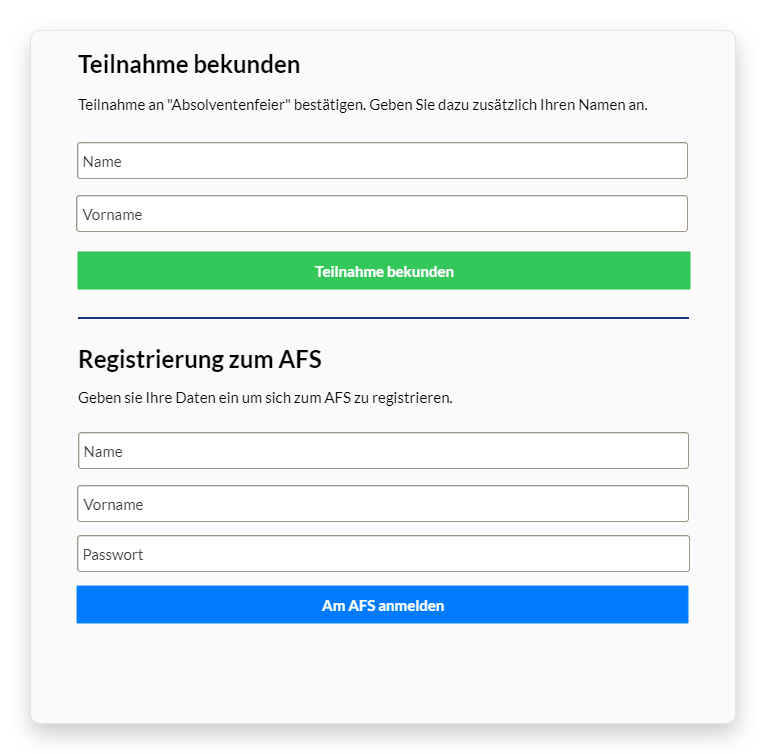 Teilnahme bekunden
Teilnahme an "Absolventenfeier" bestätigen. Geben Sie dazu zusätzlich Ihren Namen an.
Name
Vorname
Teilnahme bekunden
Registrierung zum AFS
Geben sie Ihre Daten ein um sich zum AFS zu registrieren.
Name
Vorname
Passwort
Am AFS anmelden